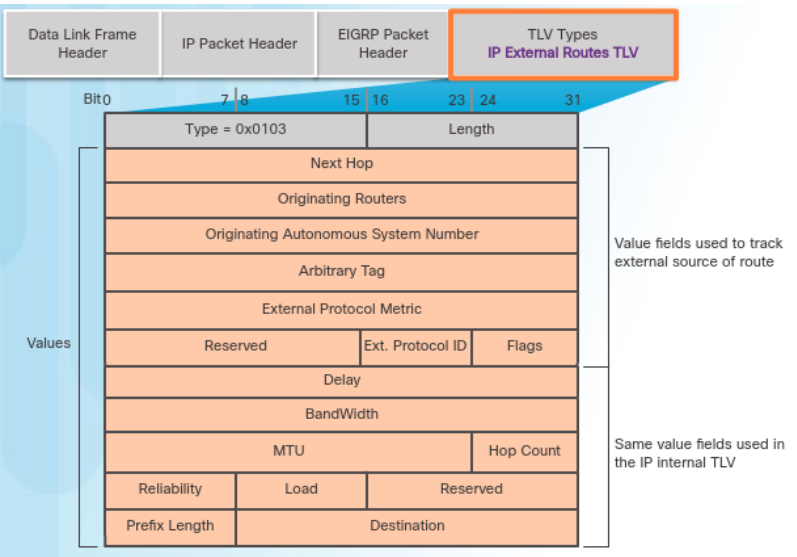 Data Link Frame
Header
IP Packet Header
EIGRP Packet
Header
TLV Types
IP External Routes TLV
Bit 0 7 8 15 16 23 24 31
Type = 0x0103 Length
Next Hop
Originating Routers
Originating Autonomous System Number
Arbitrary Tag
External Protocol Metric
Reserved Ext. Protocol ID Flags
Value fields used to track
external source of route
Values
Delay
BandWidth
MTU Hop Count
Reliability Load Reserved
Prefix Length Destination
Same value fields used in
the IP internal TLV